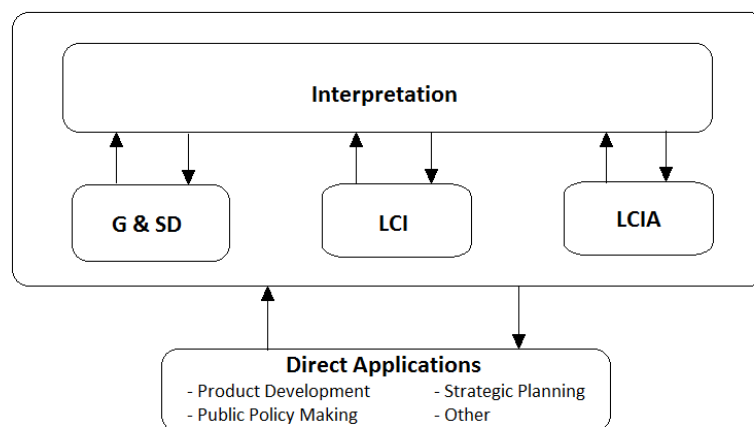 Interpretation
G & SD
LCI
LCIA
Direct Applications
- Product Development
- Strategic Planning
- Public Policy Making
- Other